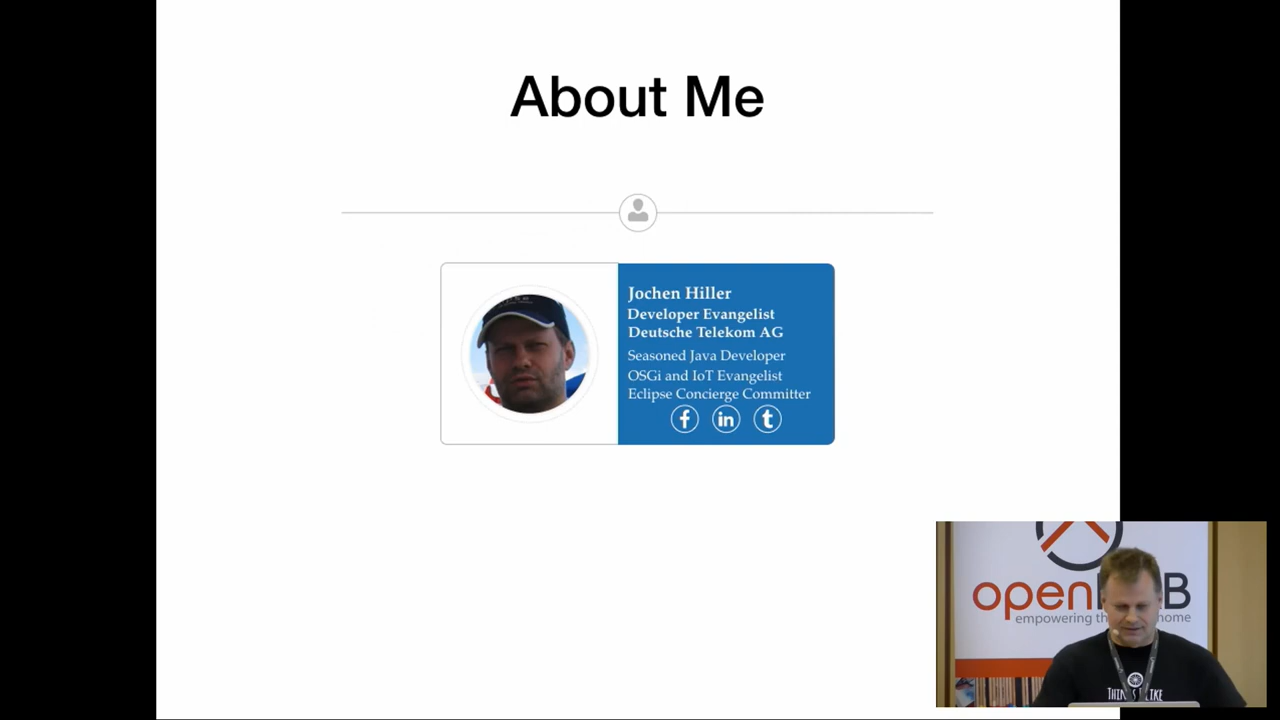 About Me
Jochen Hiller
Developer Evangelist
Deutsche Telekom AG
Seasoned Java Developer
OSGi and IoT Evangelist
Eclipse Concierge Committer
f in t
open B
empowering th home